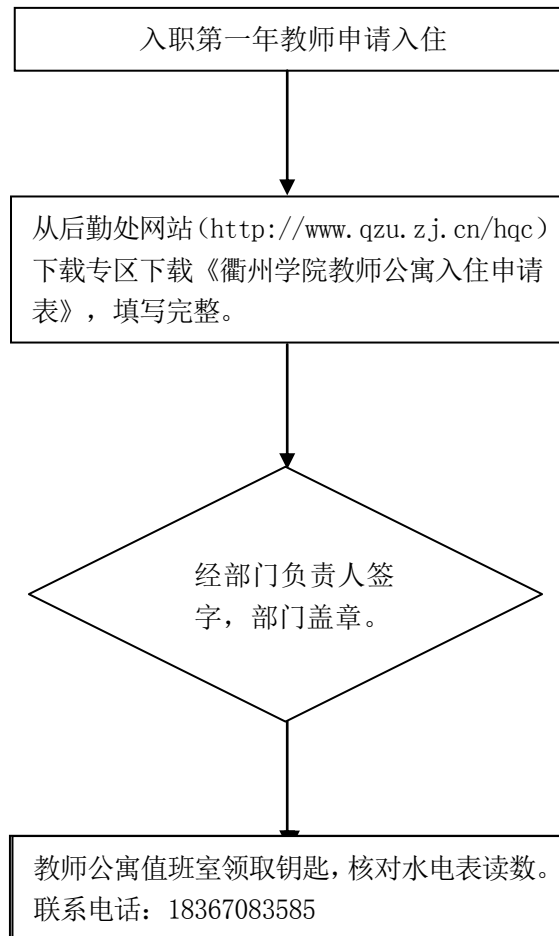 入职第一年教师申请入住
从后勤处网站（http://www.qzu.zj.cn/hqc）
下载专区下载《衢州学院教师公寓入住申请
表》，填写完整。
经部门负责人签
字，部门盖章。
教师公寓值班室领取钥匙，核对水电表读数。
联系电话：18367083585